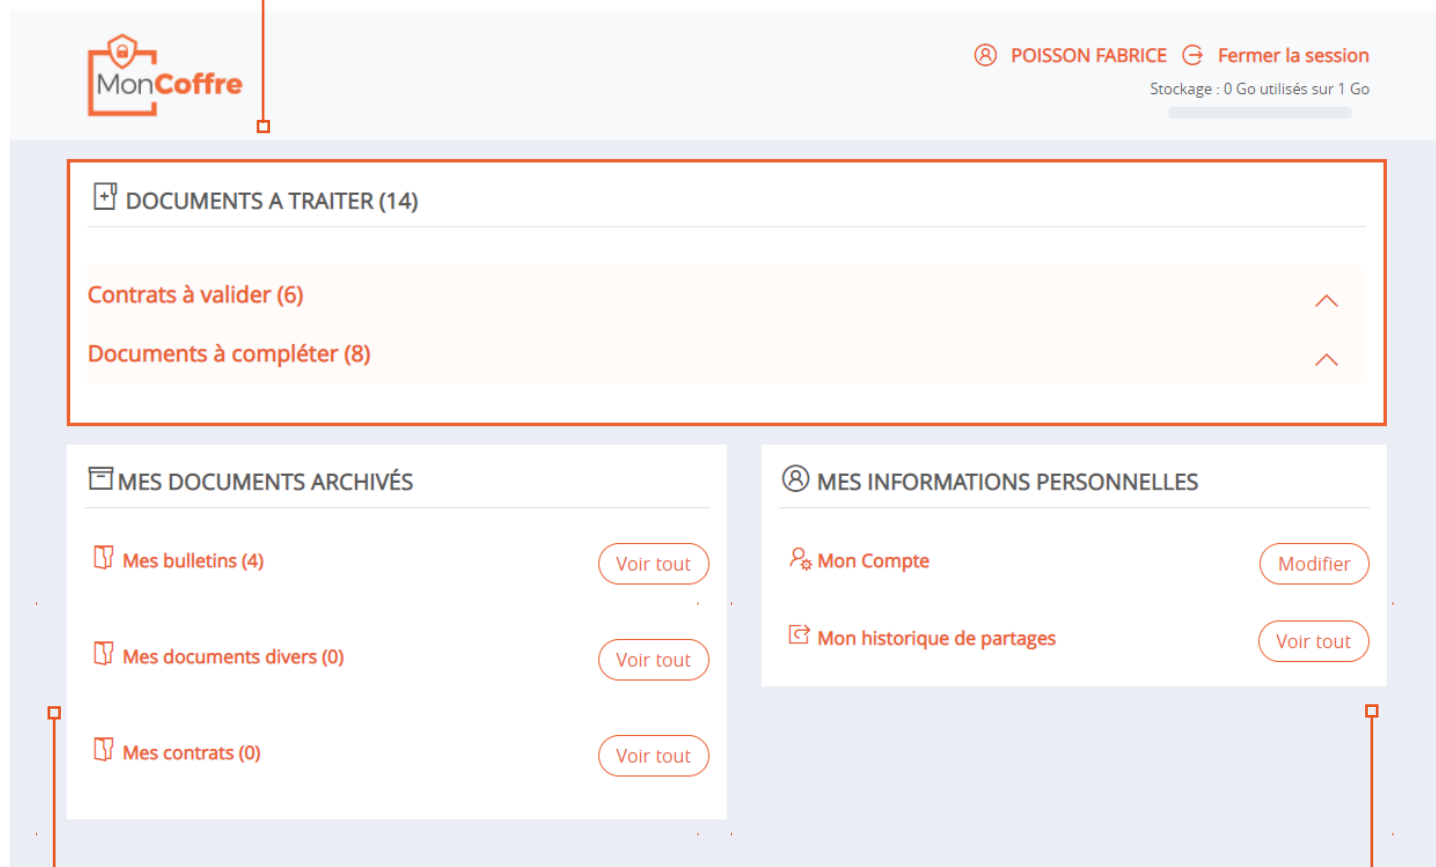 MonCoffre
POISSON FABRICE Fermer la session
Stockage : 0 Go utilisés sur 1 Go
DOCUMENTS A TRAITER (14)
Contrats à valider (6)
Documents à compléter (8)
MES DOCUMENTS ARCHIVÉS
Mes bulletins (4) Voir tout
Mes documents divers (0) Voir tout
Mes contrats (0) Voir tout
MES INFORMATIONS PERSONNELLES
Mon Compte Modifier
Mon historique de partages Voir tout